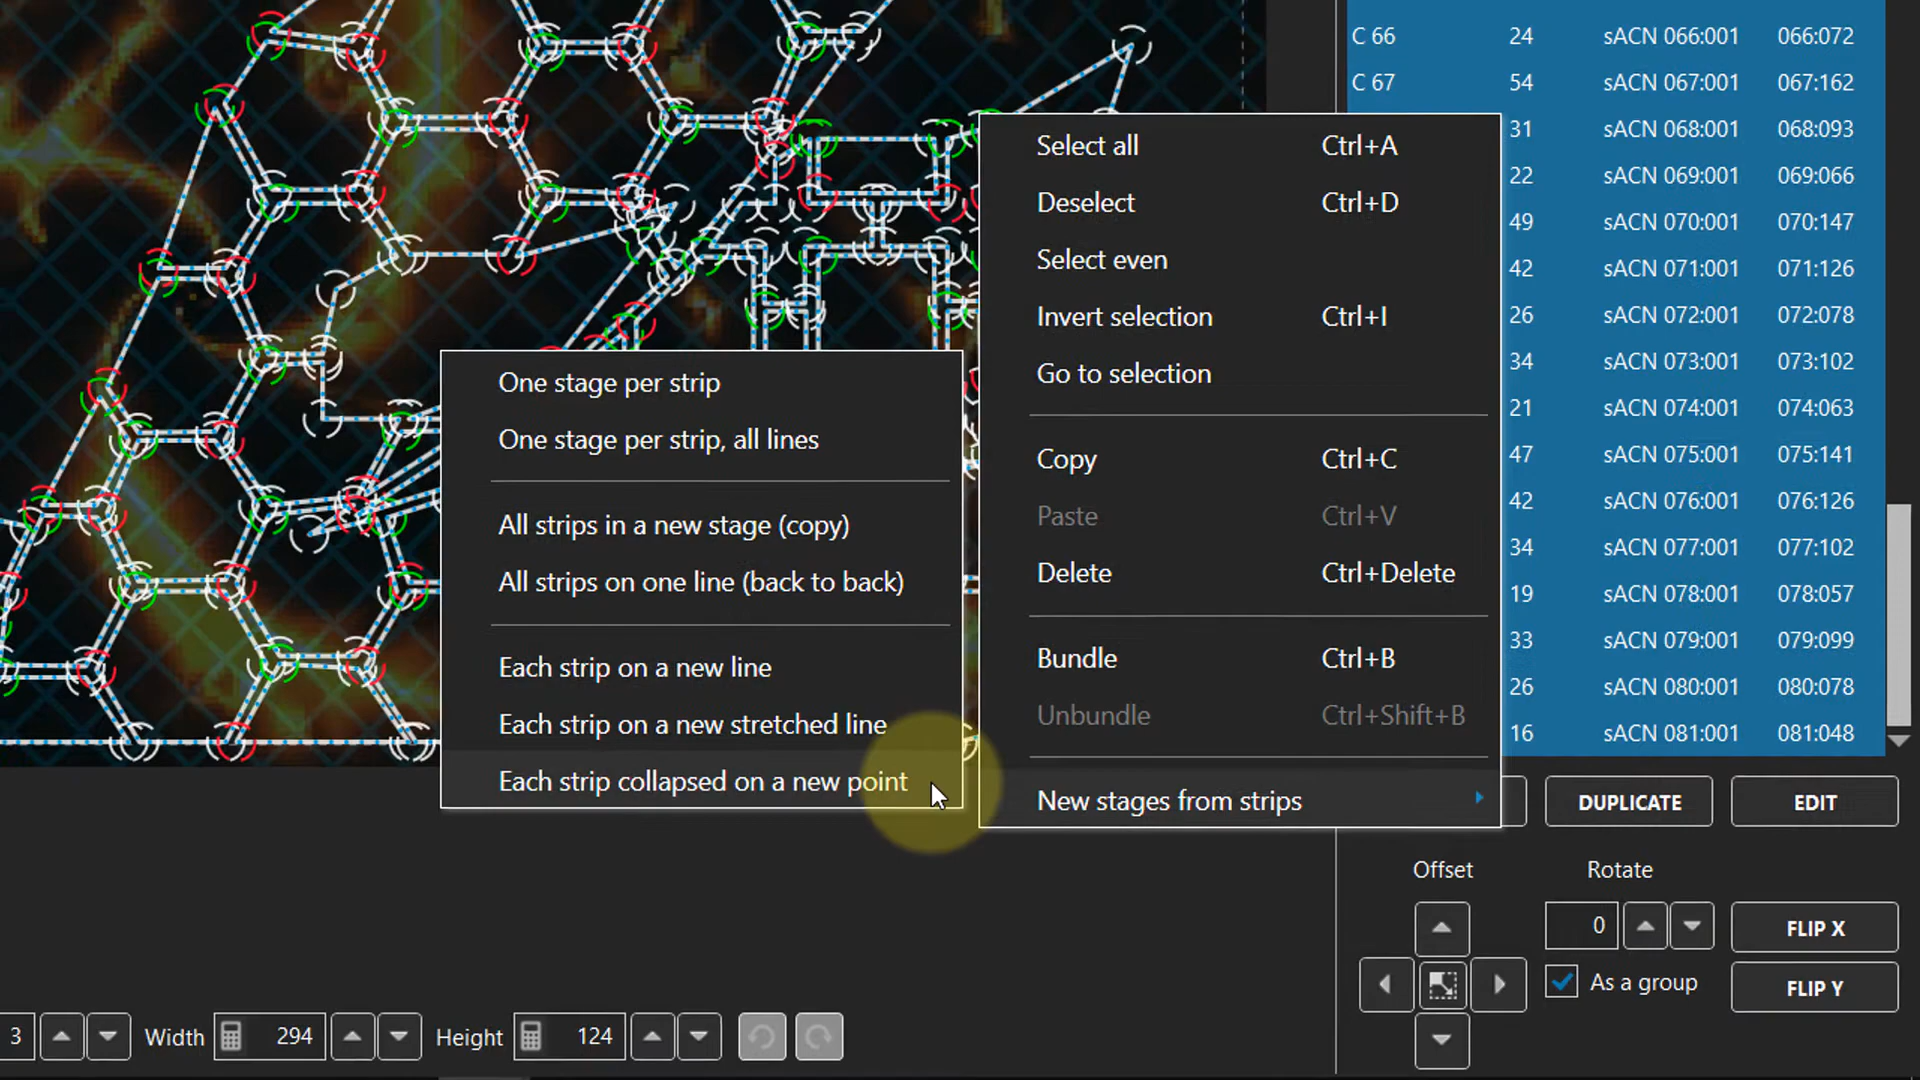 C 66 24 sACN 066:001 066:072
C 67 54 sACN 067:001 067:162
31 sACN 068:001 068:093
22 sACN 069:001 069:066
49 sACN 070:001 070:147
42 sACN 071:001 071:126
26 sACN 072:001 072:078
34 sACN 073:001 073:102
21 sACN 074:001 074:063
47 sACN 075:001 075:141
42 sACN 076:001 076:126
34 sACN 077:001 077:102
19 sACN 078:001 078:057
33 sACN 079:001 079:099
26 sACN 080:001 080:078
16 sACN 081:001 081:048
Select all Ctrl+A
Deselect Ctrl+D
Select even
Invert selection Ctrl+I
Go to selection
Copy Ctrl+C
Paste Ctrl+V
Delete Ctrl+Delete
Bundle Ctrl+B
Unbundle Ctrl+Shift+B
New stages from strips
One stage per strip
One stage per strip, all lines
All strips in a new stage (copy)
All strips on one line (back to back)
Each strip on a new line
Each strip on a new stretched line
Each strip collapsed on a new point
DUPLICATE EDIT
Offset Rotate
0 FLIP X
As a group FLIP Y
3 Width 294 Height 124